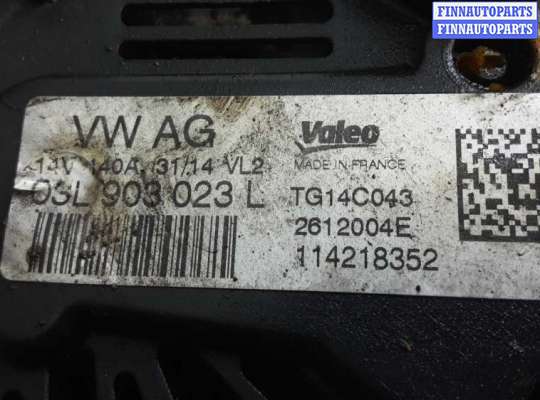 FINNAUTOPARTS
FINNAUTOPARTS
VW AG
14V 140A 31/14 VL2
03L 903 023 L
Valeo
MADE IN FRANCE
TG14C043
2612004E
114218352